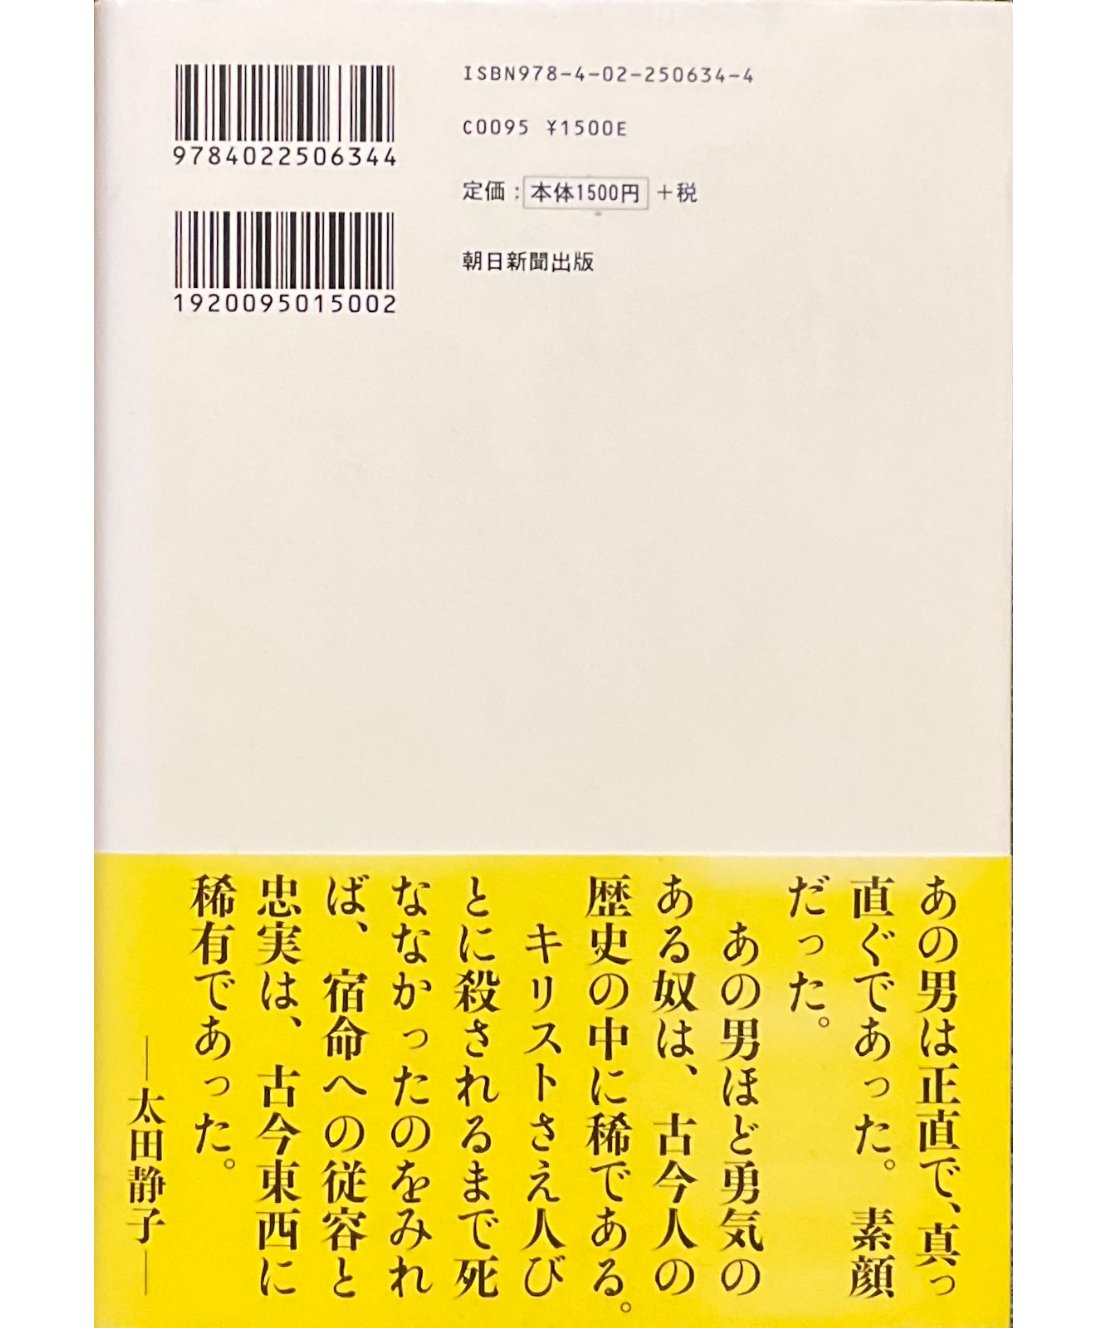 9784022506344
1920095015002
ISBN978-4-02-250634-4
C0095 ¥1500E
定価：本体1500円＋税
朝日新聞出版
あの男は正直で、真っ
直ぐであった。素顔
だった。
あの男ほど勇気の
ある奴は、古今人の
歴史の中に稀である。
キリストさえ人び
とに殺されるまで死
ななかったのをみれ
ば、宿命への従容と
忠実は、古今東西に
稀有であった。
―太田静子―